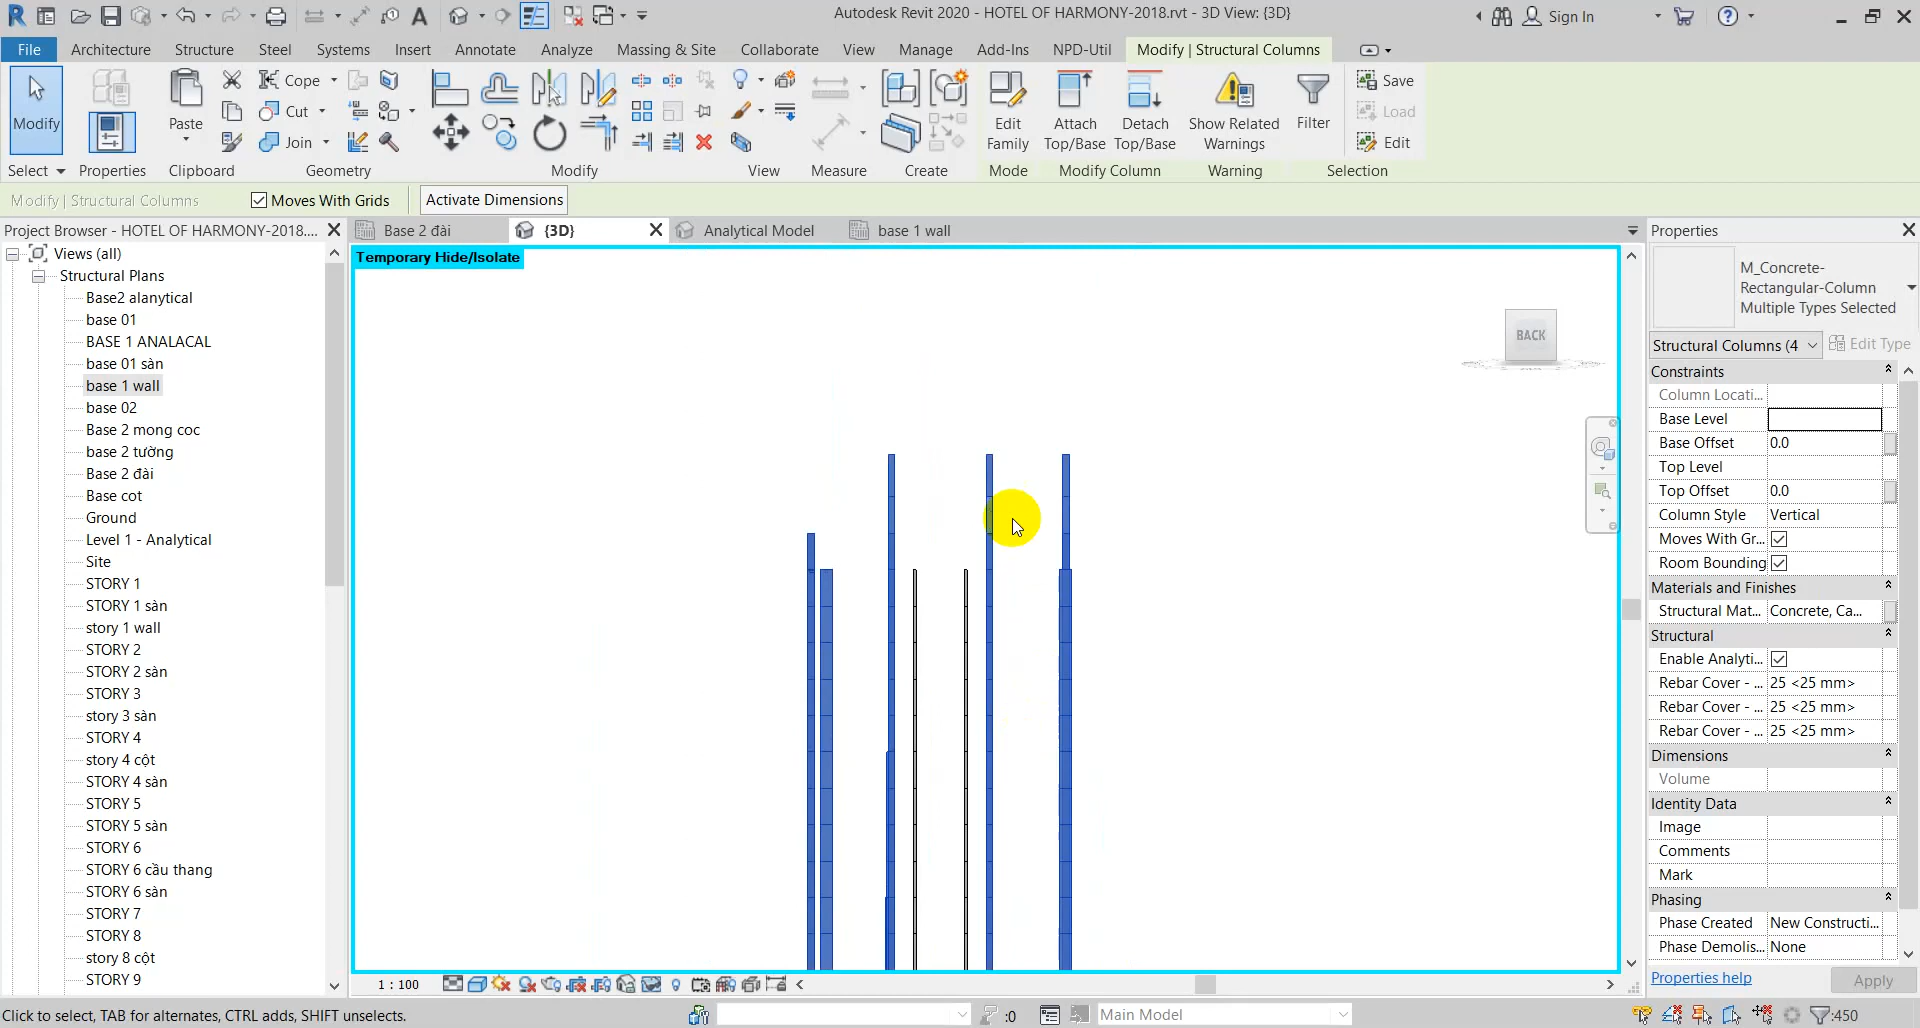 Autodesk Revit 2020 - HOTEL OF HARMONY-2018.rvt - 3D View: {3D}
Sign In
File
Architecture
Structure
Steel
Systems
Insert
Annotate
Analyze
Massing & Site
Collaborate
View
Manage
Add-Ins
NPD-Util
Modify | Structural Columns
Modify
Paste
Cope
Cut
Join
Edit
Family
Attach
Top/Base
Detach
Top/Base
Show Related
Warnings
Filter
Save
Load
Edit
Select
Properties
Clipboard
Geometry
Modify
View
Measure
Create
Mode
Modify Column
Warning
Selection
Modify | Structural Columns
Moves With Grids
Activate Dimensions
Project Browser - HOTEL OF HARMONY-2018....
Views (all)
Structural Plans
Base2 alanytical
base 01
BASE 1 ANALACAL
base 01 sàn
base 1 wall
base 02
Base 2 mong coc
base 2 tường
Base 2 đài
Base cot
Ground
Level 1 - Analytical
Site
STORY 1
STORY 1 sàn
story 1 wall
STORY 2
STORY 2 sàn
STORY 3
story 3 sàn
STORY 4
story 4 cột
STORY 4 sàn
STORY 5
STORY 5 sàn
STORY 6
STORY 6 cầu thang
STORY 6 sàn
STORY 7
STORY 8
story 8 cột
STORY 9
Base 2 đài
{3D}
Analytical Model
base 1 wall
Temporary Hide/Isolate
BACK
1 : 100
Properties
M_Concrete-
Rectangular-Column
Multiple Types Selected
Structural Columns (4
Edit Type
Constraints
Column Locati...
Base Level
Base Offset 0.0
Top Level
Top Offset 0.0
Column Style Vertical
Moves With Gr...
Room Bounding
Materials and Finishes
Structural Mat... Concrete, Ca...
Structural
Enable Analyti...
Rebar Cover - ... 25 <25 mm>
Rebar Cover - ... 25 <25 mm>
Rebar Cover - ... 25 <25 mm>
Dimensions
Volume
Identity Data
Image
Comments
Mark
Phasing
Phase Created New Constructi...
Phase Demolis... None
Properties help
Apply
Click to select, TAB for alternates, CTRL adds, SHIFT unselects.
:0
Main Model
:450